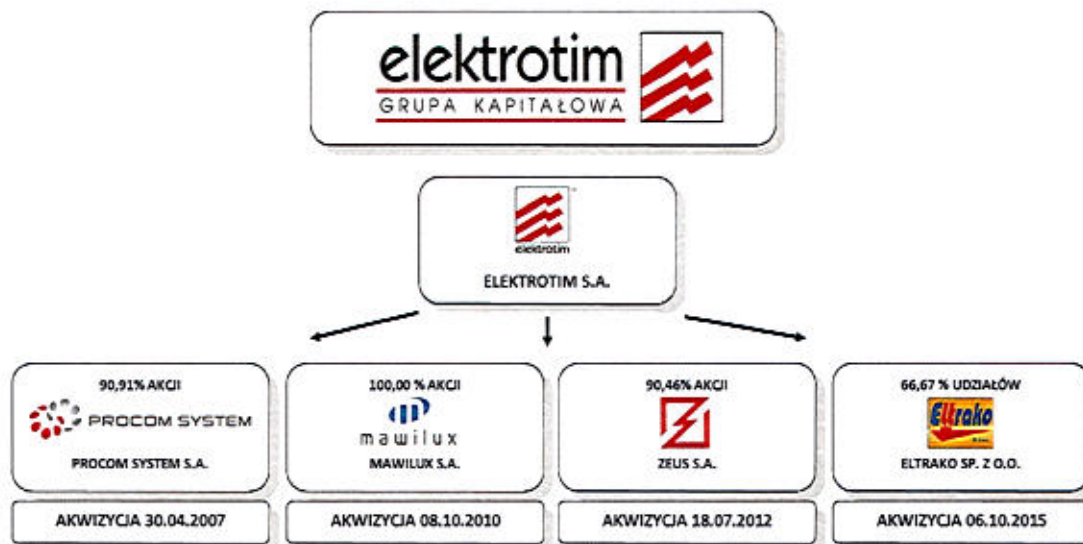 elektrotim
GRUPA KAPITAŁOWA
elektrotim
ELEKTROTIM S.A.
90,91% AKCJI
PROCOM SYSTEM
PROCOM SYSTEM S.A.
AKWIZYCJA 30.04.2007
100,00 % AKCJI
mawilux
MAWILUX S.A.
AKWIZYCJA 08.10.2010
90,46% AKCJI
ZEUS S.A.
AKWIZYCJA 18.07.2012
66,67 % UDZIAŁÓW
Eltrako
ELTRAKO SP. Z O.O.
AKWIZYCJA 06.10.2015